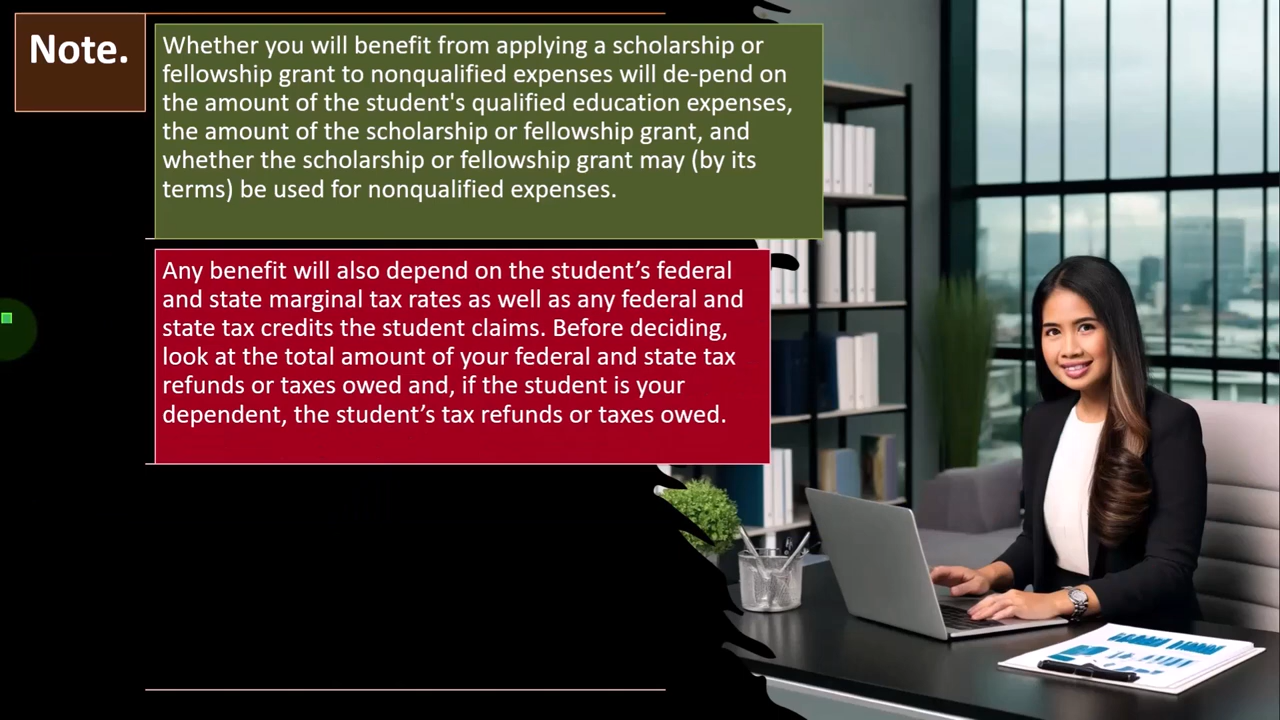 Note.
Whether you will benefit from applying a scholarship or
fellowship grant to nonqualified expenses will de-pend on
the amount of the student's qualified education expenses,
the amount of the scholarship or fellowship grant, and
whether the scholarship or fellowship grant may (by its
terms) be used for nonqualified expenses.
Any benefit will also depend on the student’s federal
and state marginal tax rates as well as any federal and
state tax credits the student claims. Before deciding,
look at the total amount of your federal and state tax
refunds or taxes owed and, if the student is your
dependent, the student’s tax refunds or taxes owed.